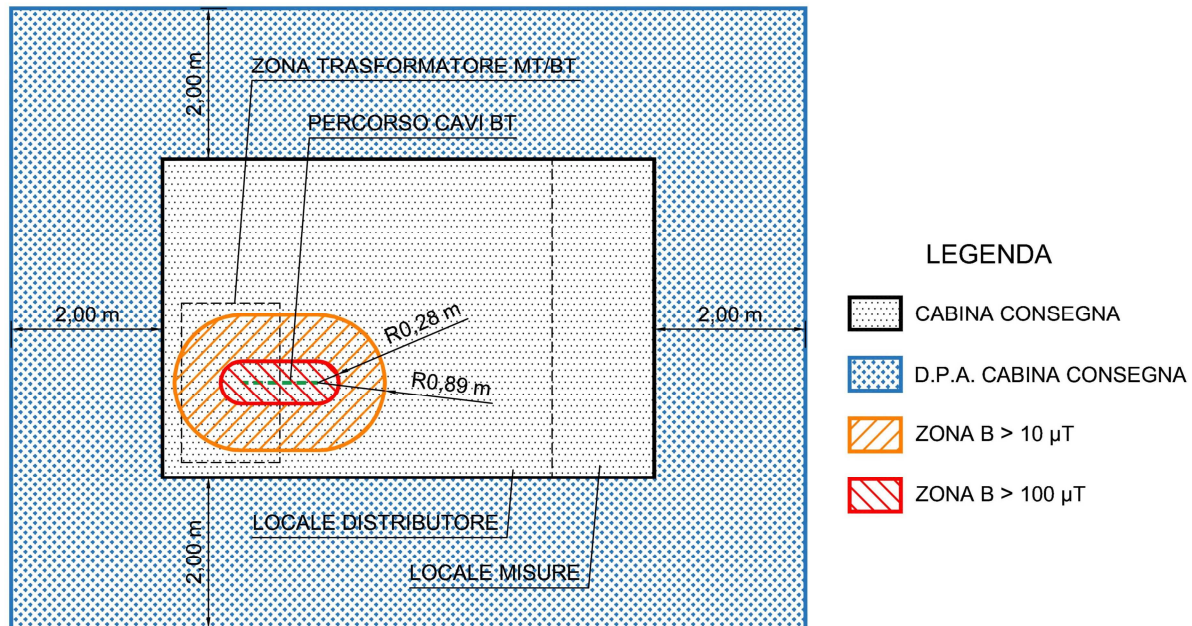 2,00 m
ZONA TRASFORMATORE MT/BT
PERCORSO CAVI BT
2,00 m
R0,28 m
R0,89 m
2,00 m
LOCALE DISTRIBUTORE
LOCALE MISURE
2,00 m
LEGENDA
CABINA CONSEGNA
D.P.A. CABINA CONSEGNA
ZONA B > 10 µT
ZONA B > 100 µT